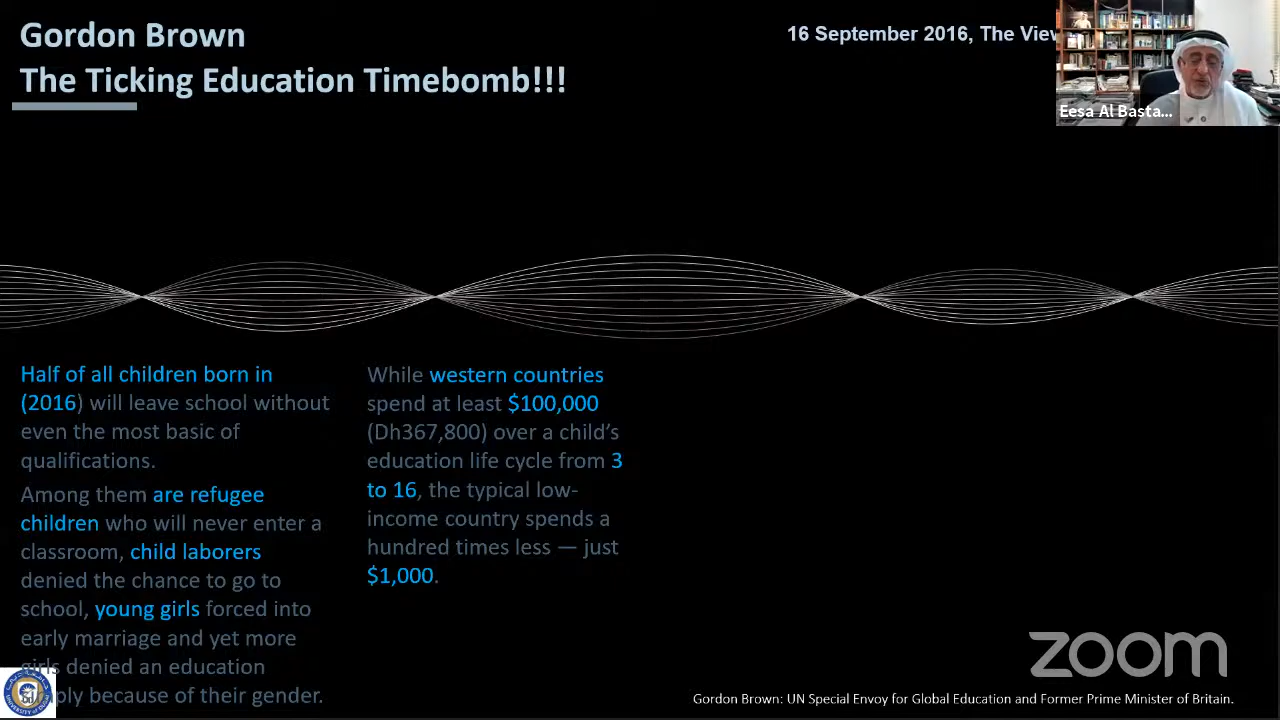 Gordon Brown
The Ticking Education Timebomb!!!
16 September 2016, The View
Eesa Al Basta...
Half of all children born in
(2016) will leave school without
even the most basic of
qualifications.
Among them are refugee
children who will never enter a
classroom, child laborers
denied the chance to go to
school, young girls forced into
early marriage and yet more
girls denied an education
ply because of their gender.
While western countries
spend at least $100,000
(Dh367,800) over a child’s
education life cycle from 3
to 16, the typical low-
income country spends a
hundred times less — just
$1,000.
zoom
Gordon Brown: UN Special Envoy for Global Education and Former Prime Minister of Britain.